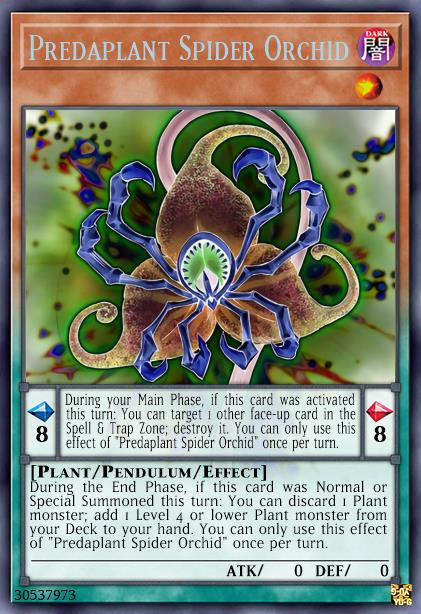 PREDAPLANT SPIDER ORCHID
DARK
闇
During your Main Phase, if this card was activated
this turn: You can target 1 other face-up card in the
Spell & Trap Zone; destroy it. You can only use this
effect of "Predaplant Spider Orchid" once per turn.
8
8
[PLANT/PENDULUM/EFFECT]
During the End Phase, if this card was Normal or
Special Summoned this turn: You can discard 1 Plant
monster; add 1 Level 4 or lower Plant monster from
your Deck to your hand. You can only use this effect
of "Predaplant Spider Orchid" once per turn.
ATK/ 0 DEF/ 0
30537973